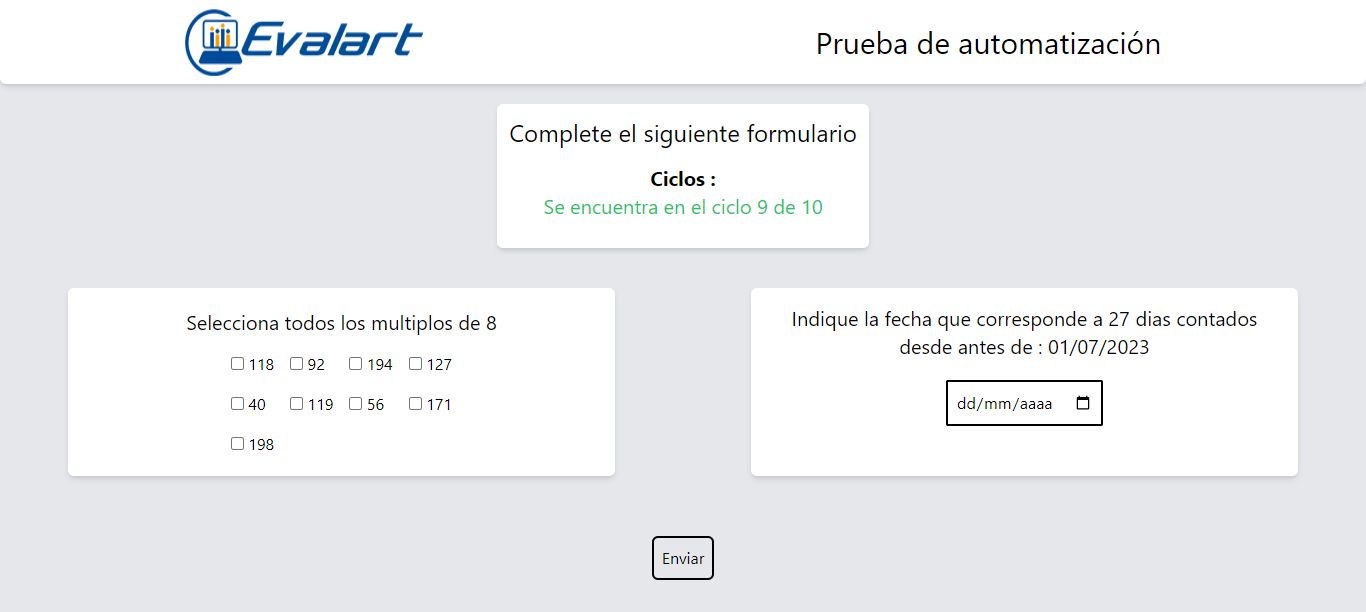 Evalart
Prueba de automatización
Complete el siguiente formulario
Ciclos :
Se encuentra en el ciclo 9 de 10
Selecciona todos los multiplos de 8
118 92 194 127
40 119 56 171
198
Indique la fecha que corresponde a 27 dias contados
desde antes de : 01/07/2023
dd/mm/aaaa
Enviar